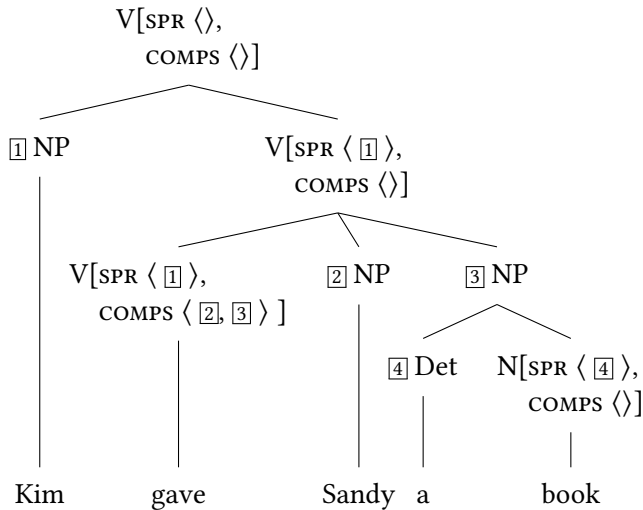 V[SPR ⟨⟩,
COMPS ⟨⟩]
1 NP
V[SPR ⟨ 1 ⟩,
COMPS ⟨⟩]
V[SPR ⟨ 1 ⟩,
COMPS ⟨ 2, 3 ⟩ ]
2 NP
3 NP
4 Det
N[SPR ⟨ 4 ⟩,
COMPS ⟨⟩]
Kim gave Sandy a book